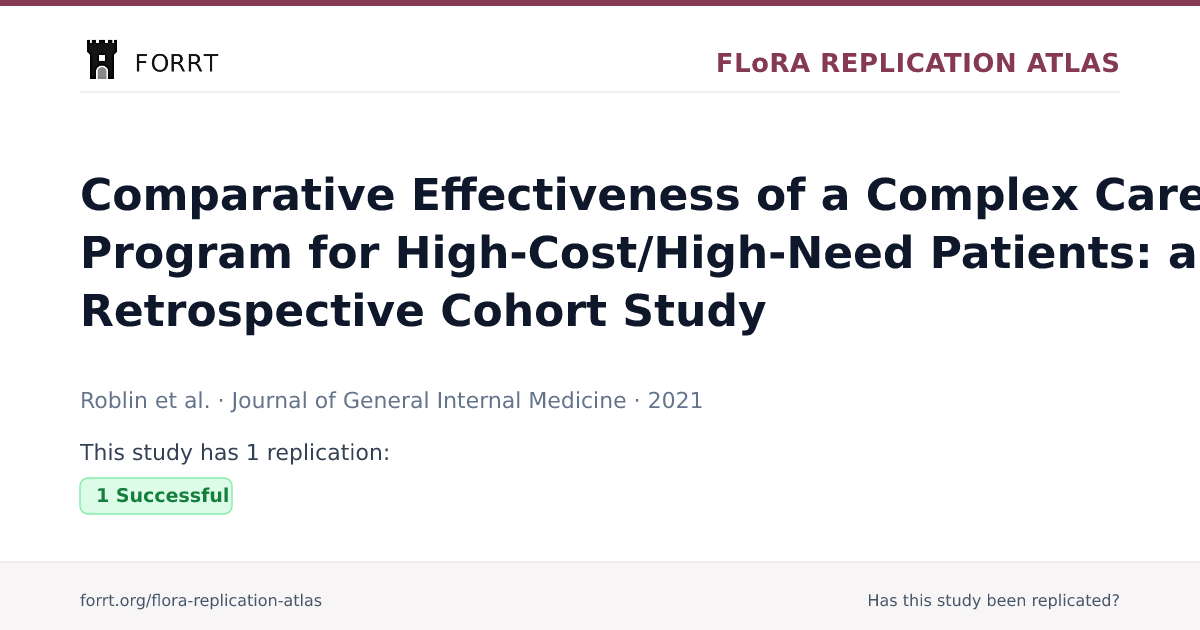 FORRT
FLoRA REPLICATION ATLAS
Comparative Effectiveness of a Complex Care
Program for High-Cost/High-Need Patients: a
Retrospective Cohort Study
Roblin et al. · Journal of General Internal Medicine · 2021
This study has 1 replication:
1 Successful
forrt.org/flora-replication-atlas
Has this study been replicated?